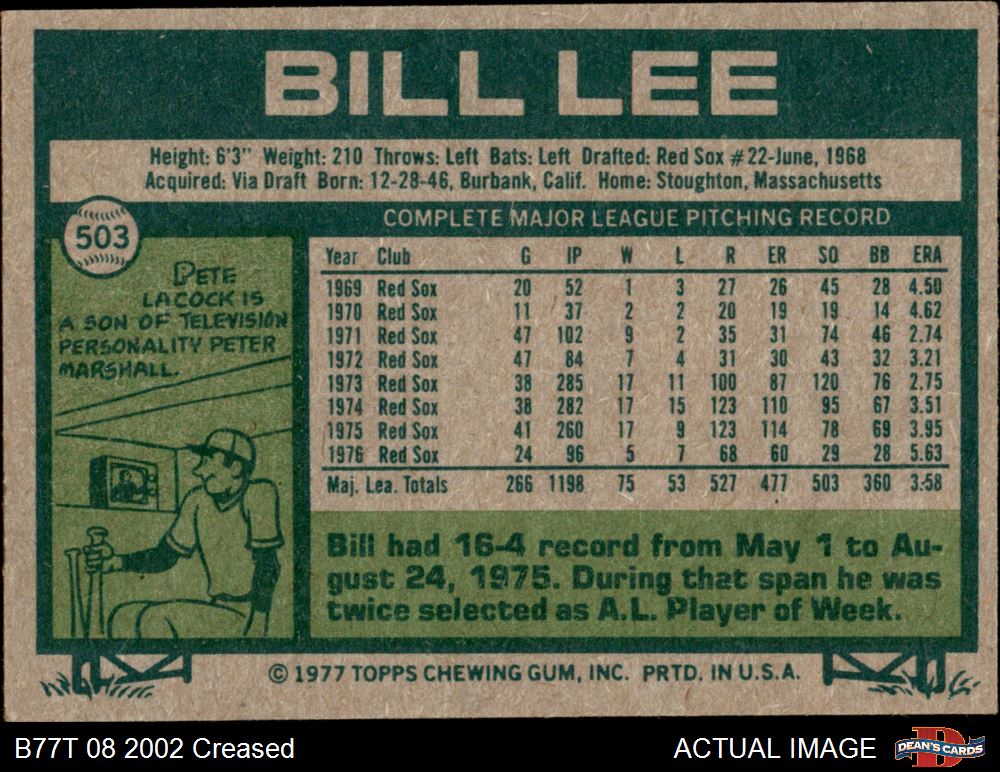 BILL LEE
Height: 6'3" Weight: 210 Throws: Left Bats: Left Drafted: Red Sox #22-June, 1968
Acquired: Via Draft Born: 12-28-46, Burbank, Calif. Home: Stoughton, Massachusetts
503
COMPLETE MAJOR LEAGUE PITCHING RECORD
PETE
LACOCK IS
A SON OF TELEVISION
PERSONALITY PETER
MARSHALL.
Year Club G IP W L R ER SO BB ERA
1969 Red Sox 20 52 1 3 27 26 45 28 4.50
1970 Red Sox 11 37 2 2 20 19 19 14 4.62
1971 Red Sox 47 102 9 2 35 31 74 46 2.74
1972 Red Sox 47 84 7 4 31 30 43 32 3.21
1973 Red Sox 38 285 17 11 100 87 120 76 2.75
1974 Red Sox 38 282 17 15 123 110 95 67 3.51
1975 Red Sox 41 260 17 9 123 114 78 69 3.95
1976 Red Sox 24 96 5 7 68 60 29 28 5.63
Maj. Lea. Totals 266 1198 75 53 527 477 503 360 3.58
Bill had 16-4 record from May 1 to Au-
gust 24, 1975. During that span he was
twice selected as A.L. Player of Week.
© 1977 TOPPS CHEWING GUM, INC. PRTD. IN U.S.A.
B77T 08 2002 Creased
ACTUAL IMAGE
DEAN'S CARDS